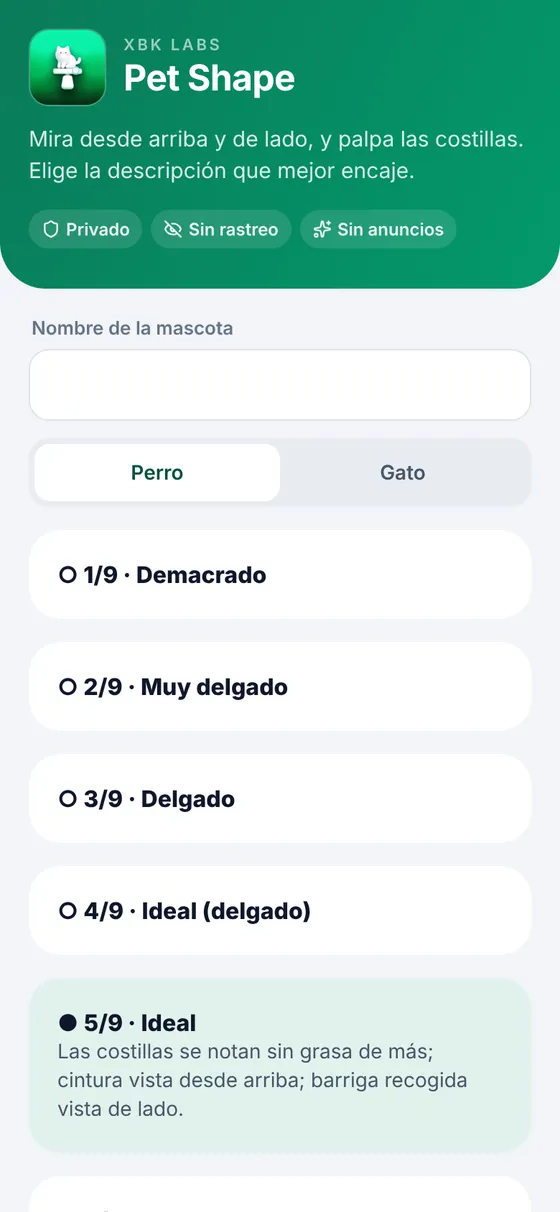 XBK LABS
Pet Shape
Mira desde arriba y de lado, y palpa las costillas.
Elige la descripción que mejor encaje.
Privado
Sin rastreo
Sin anuncios
Nombre de la mascota
Perro
Gato
1/9 · Demacrado
2/9 · Muy delgado
3/9 · Delgado
4/9 · Ideal (delgado)
5/9 · Ideal
Las costillas se notan sin grasa de más;
cintura vista desde arriba; barriga recogida
vista de lado.